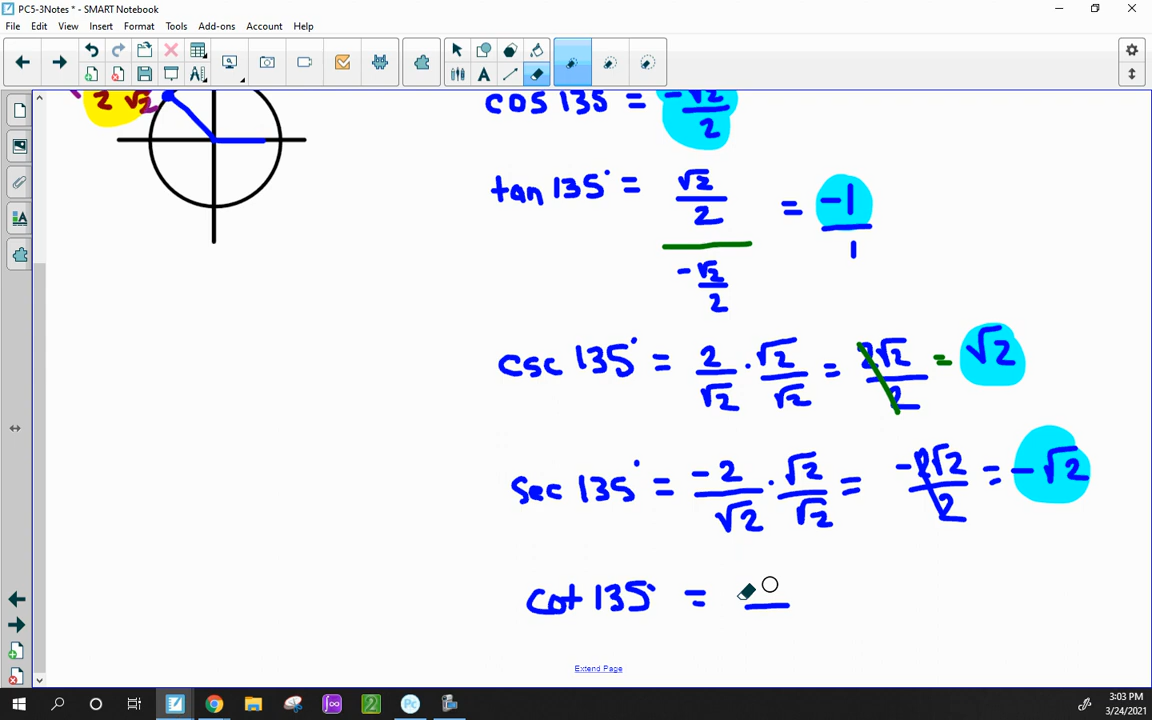 PC5-3Notes * - SMART Notebook
File Edit View Insert Format Tools Add-ons Account Help
2 √2
cos 135 = -√2/2
tan 135° = (√2/2)/(-√2/2) = -1/1
csc 135° = 2/√2 · √2/√2 = 2√2/2 = √2
sec 135° = -2/√2 · √2/√2 = -2√2/2 = -√2
cot 135° =
Extend Page
3:03 PM
3/24/2021